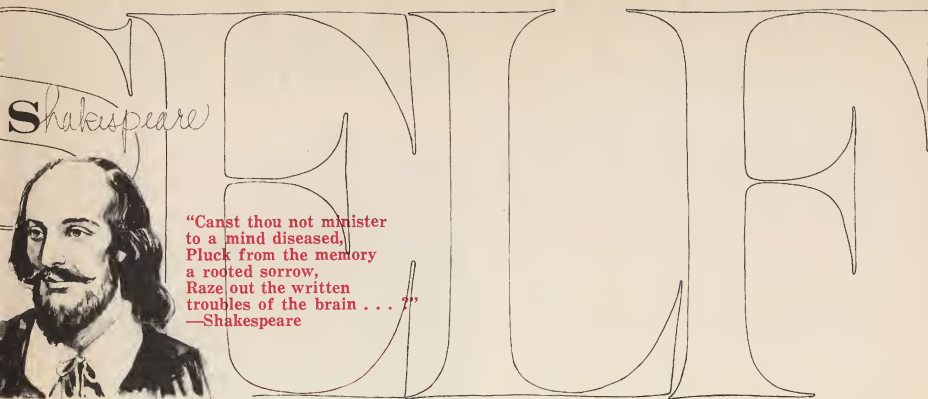 SELF
Shakespeare
“Canst thou not minister
to a mind diseased,
Pluck from the memory
a rooted sorrow,
Raze out the written
troubles of the brain . . . ?”
—Shakespeare